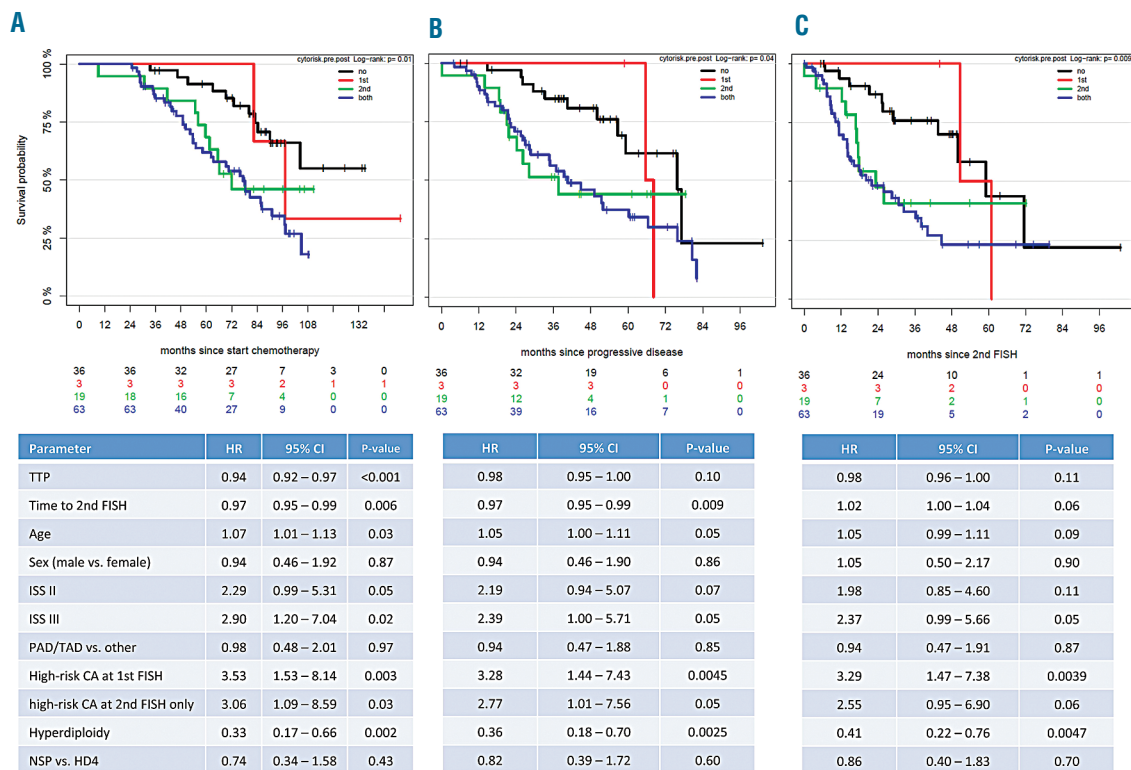 A
B
C
cytorisk.pre.post Log-rank: p= 0.01
no
1st
2nd
both
100 %
75 %
50 %
25 %
0 %
Survival probability
0 12 24 36 48 60 72 84 96 108 132
months since start chemotherapy
36 36 32 27 7 3 0
3 3 3 3 2 1 1
19 18 16 7 4 0 0
63 63 40 27 9 0 0
cytorisk.pre.post Log-rank: p= 0.04
no
1st
2nd
both
0 12 24 36 48 60 72 84 96
months since progressive disease
36 32 19 6 1
3 3 3 0 0
19 12 4 1 0
63 39 16 7 0
cytorisk.pre.post Log-rank: p= 0.009
no
1st
2nd
both
0 12 24 36 48 60 72 84 96
months since 2nd FISH
36 24 10 1 1
3 3 2 0 0
19 7 2 1 0
63 19 5 2 0
Parameter HR 95% CI P-value HR 95% CI P-value HR 95% CI P-value
TTP 0.94 0.92 – 0.97 <0.001 0.98 0.95 – 1.00 0.10 0.98 0.96 – 1.00 0.11
Time to 2nd FISH 0.97 0.95 – 0.99 0.006 0.97 0.95 – 0.99 0.009 1.02 1.00 – 1.04 0.06
Age 1.07 1.01 – 1.13 0.03 1.05 1.00 – 1.11 0.05 1.05 0.99 – 1.11 0.09
Sex (male vs. female) 0.94 0.46 – 1.92 0.87 0.94 0.46 – 1.90 0.86 1.05 0.50 – 2.17 0.90
ISS II 2.29 0.99 – 5.31 0.05 2.19 0.94 – 5.07 0.07 1.98 0.85 – 4.60 0.11
ISS III 2.90 1.20 – 7.04 0.02 2.39 1.00 – 5.71 0.05 2.37 0.99 – 5.66 0.05
PAD/TAD vs. other 0.98 0.48 – 2.01 0.97 0.94 0.47 – 1.88 0.85 0.94 0.47 – 1.91 0.87
High-risk CA at 1st FISH 3.53 1.53 – 8.14 0.003 3.28 1.44 – 7.43 0.0045 3.29 1.47 – 7.38 0.0039
high-risk CA at 2nd FISH only 3.06 1.09 – 8.59 0.03 2.77 1.01 – 7.56 0.05 2.55 0.95 – 6.90 0.06
Hyperdiploidy 0.33 0.17 – 0.66 0.002 0.36 0.18 – 0.70 0.0025 0.41 0.22 – 0.76 0.0047
NSP vs. HD4 0.74 0.34 – 1.58 0.43 0.82 0.39 – 1.72 0.60 0.86 0.40 – 1.83 0.70